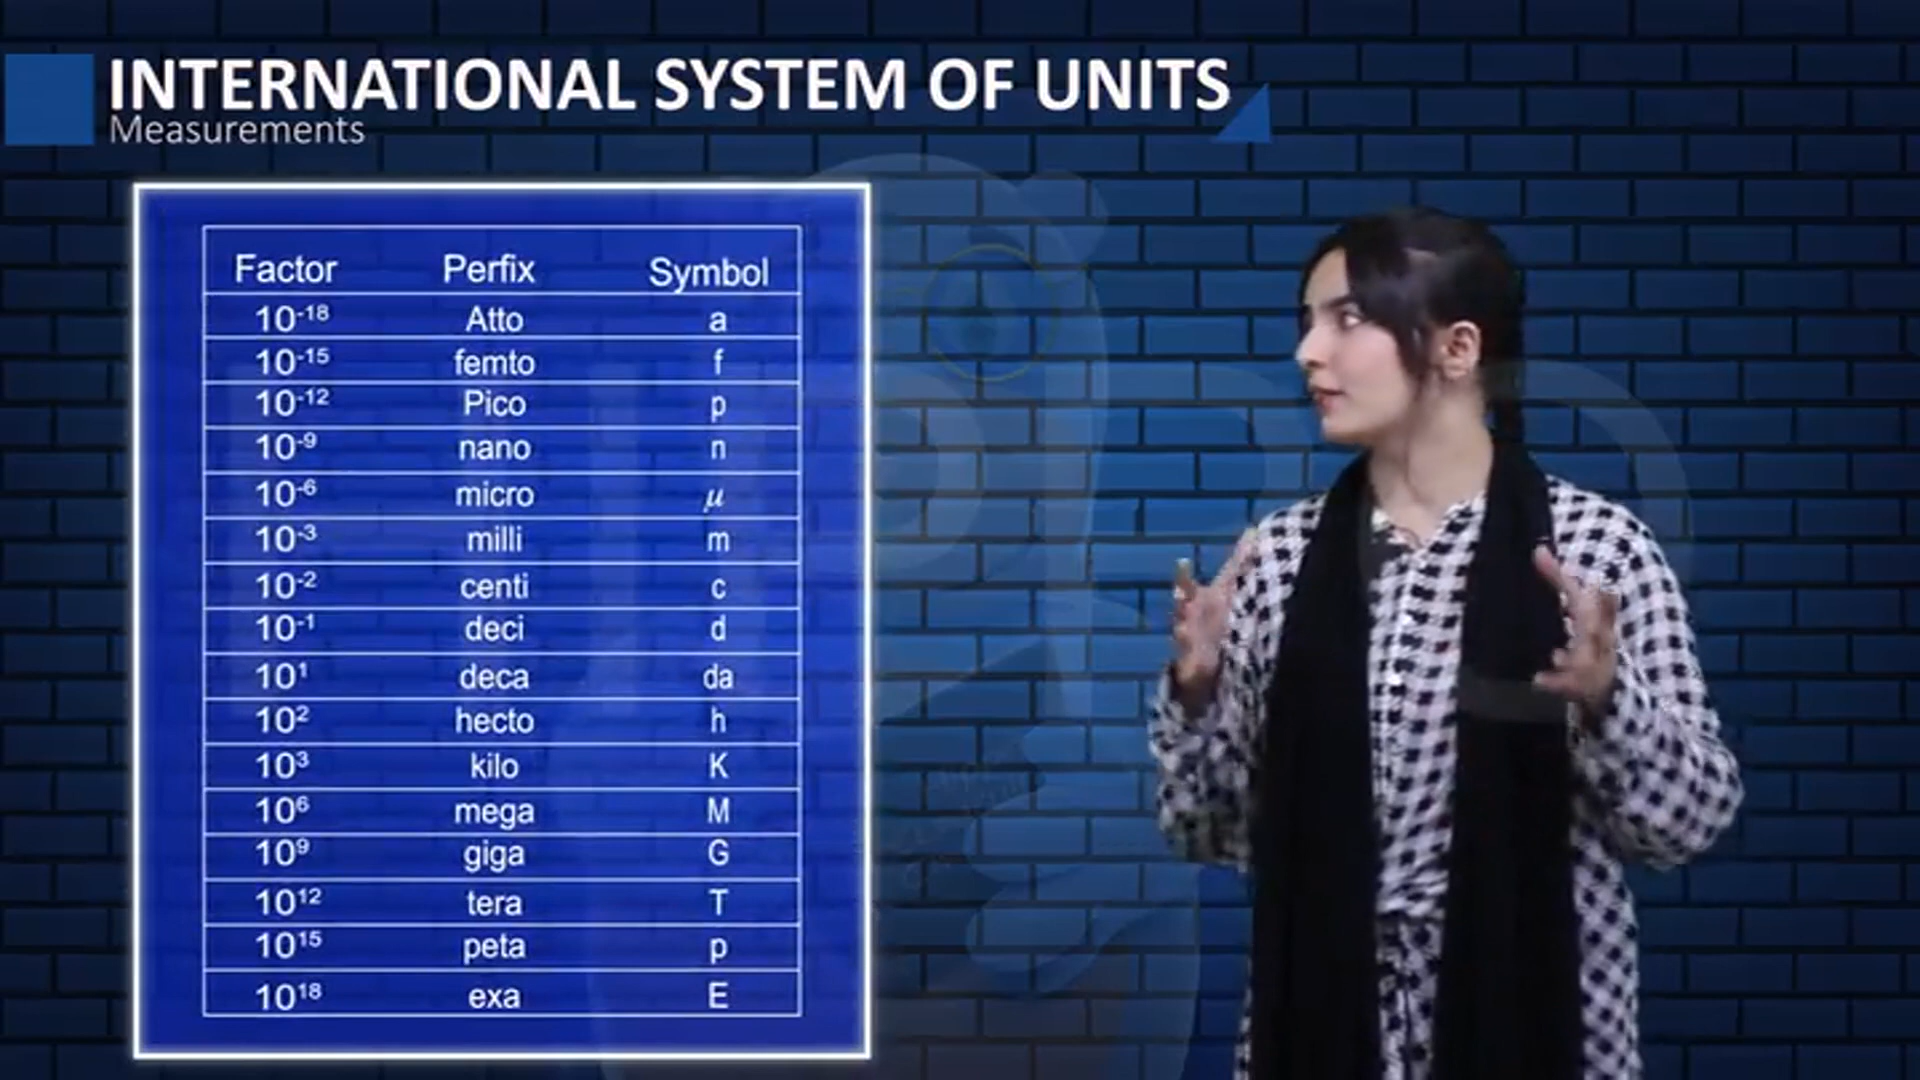 INTERNATIONAL SYSTEM OF UNITS
Measurements
Factor Perfix Symbol
10⁻¹⁸ Atto a
10⁻¹⁵ femto f
10⁻¹² Pico p
10⁻⁹ nano n
10⁻⁶ micro μ
10⁻³ milli m
10⁻² centi c
10⁻¹ deci d
10¹ deca da
10² hecto h
10³ kilo K
10⁶ mega M
10⁹ giga G
10¹² tera T
10¹⁵ peta p
10¹⁸ exa E